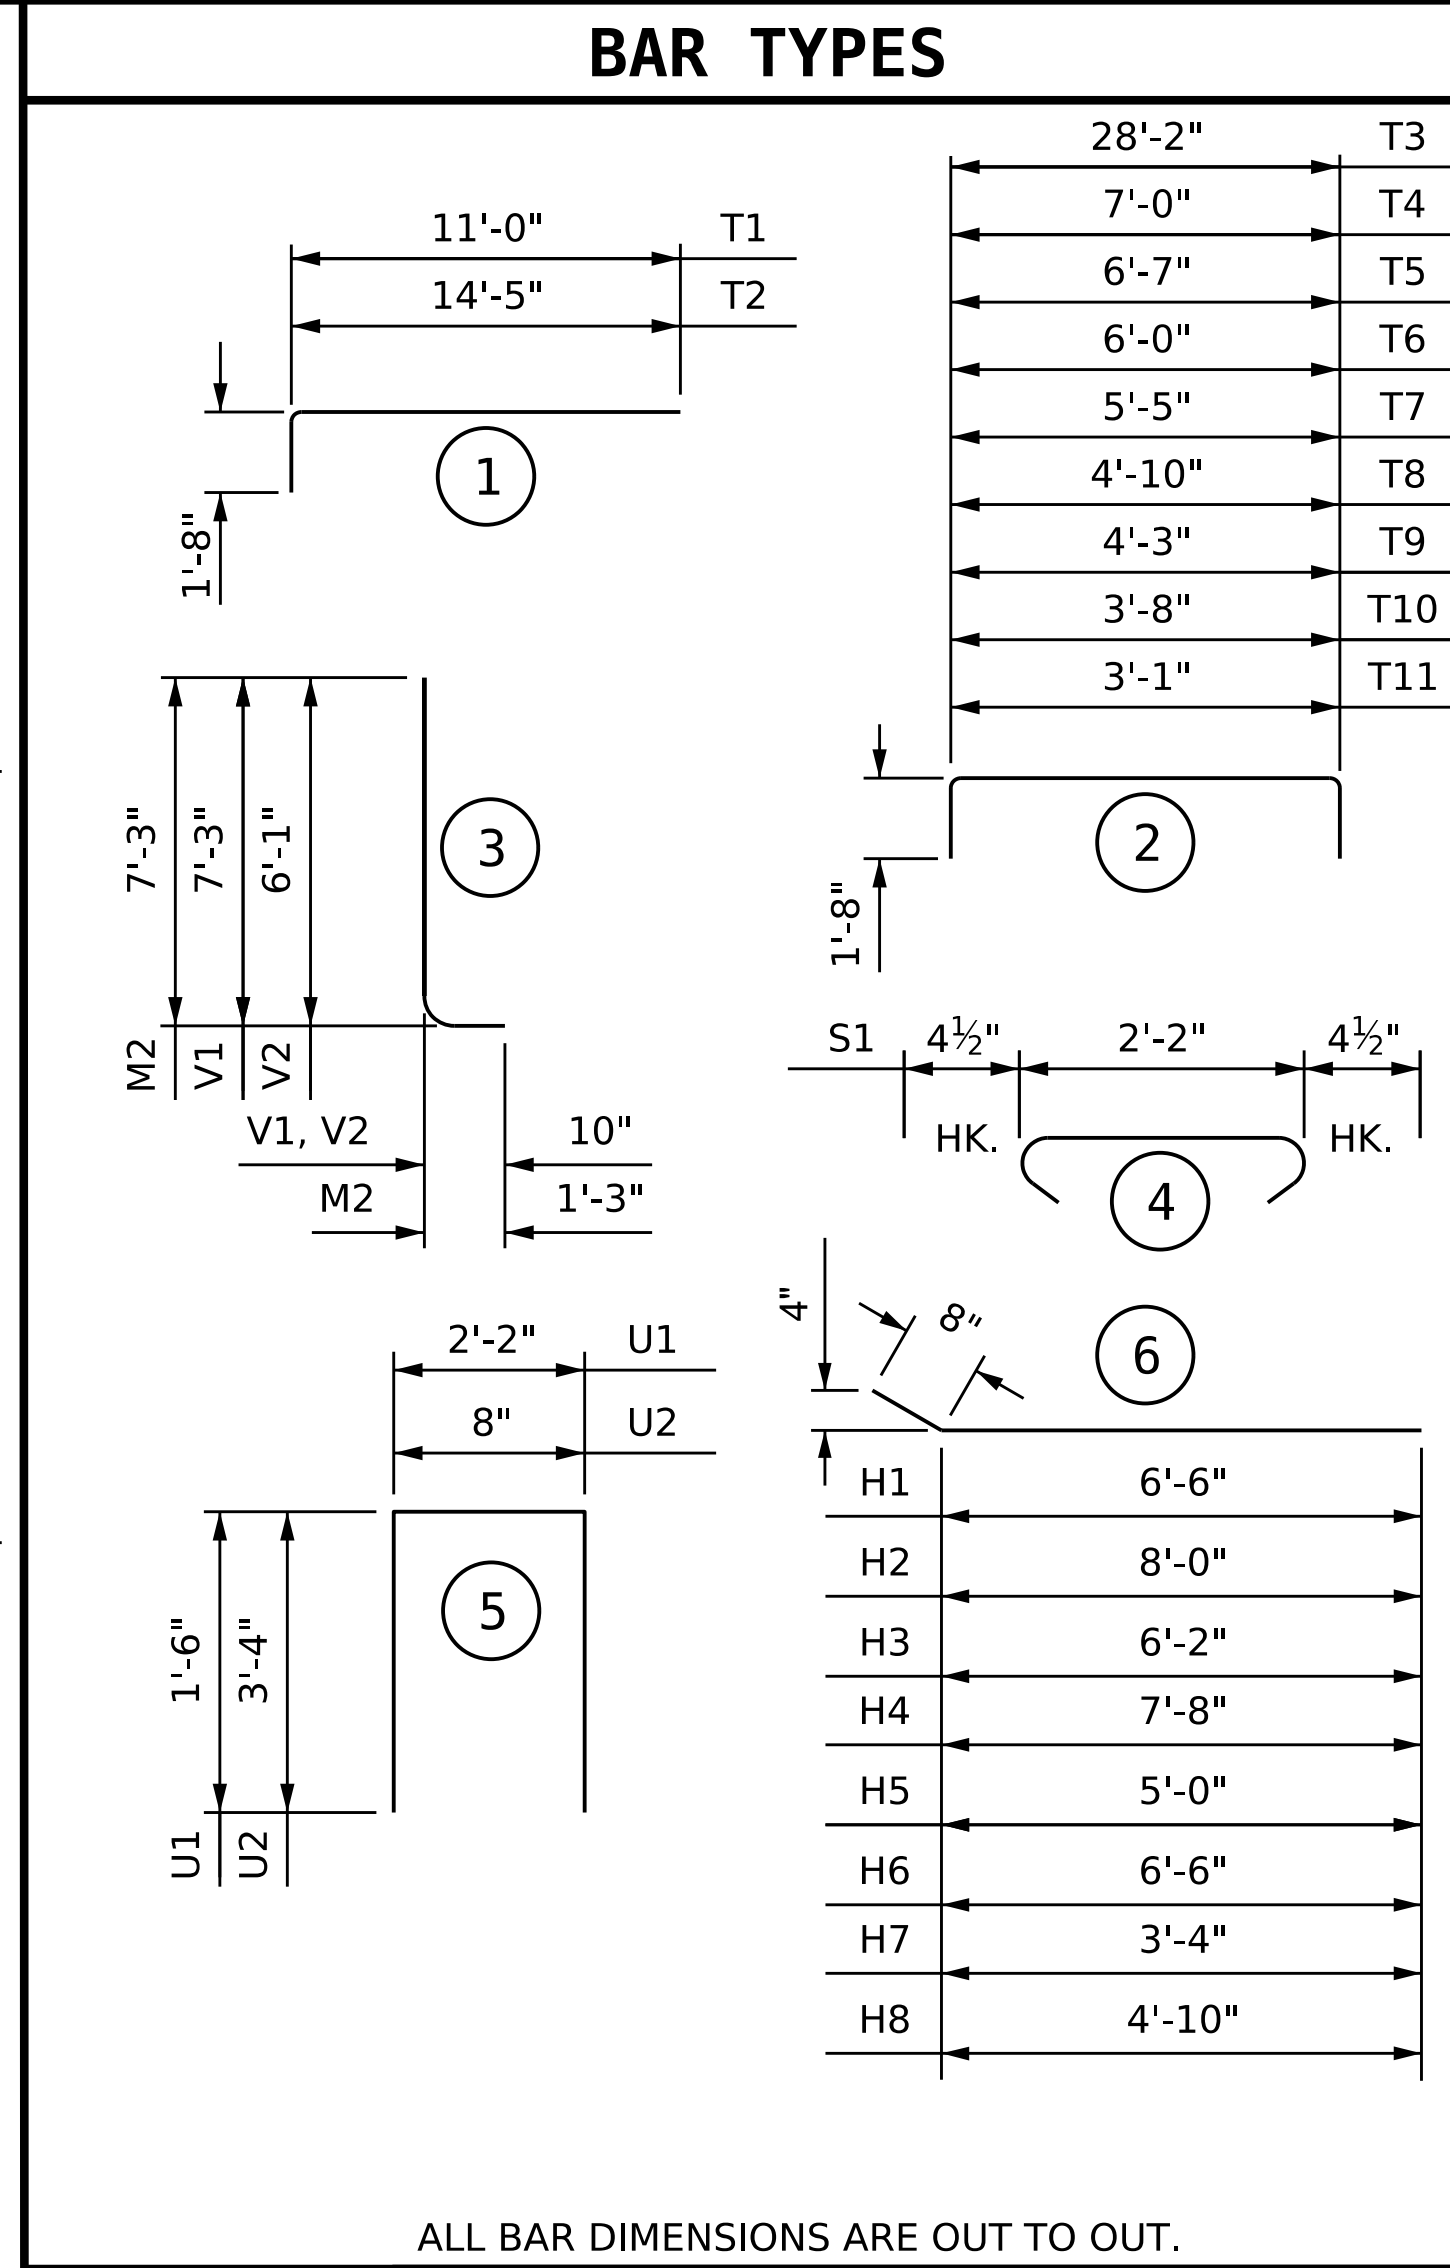 BAR TYPES
11'-0" T1
14'-5" T2
1'-8"
1
28'-2" T3
7'-0" T4
6'-7" T5
6'-0" T6
5'-5" T7
4'-10" T8
4'-3" T9
3'-8" T10
3'-1" T11
1'-8"
2
7'-3" 7'-3" 6'-1"
3
M2 V1 V2
V1, V2 10"
M2 1'-3"
S1 4½" 2'-2" 4½"
HK. HK.
4
2'-2" U1
8" U2
1'-6" 3'-4"
5
U1 U2
4" 8"
6
H1 6'-6"
H2 8'-0"
H3 6'-2"
H4 7'-8"
H5 5'-0"
H6 6'-6"
H7 3'-4"
H8 4'-10"
ALL BAR DIMENSIONS ARE OUT TO OUT.